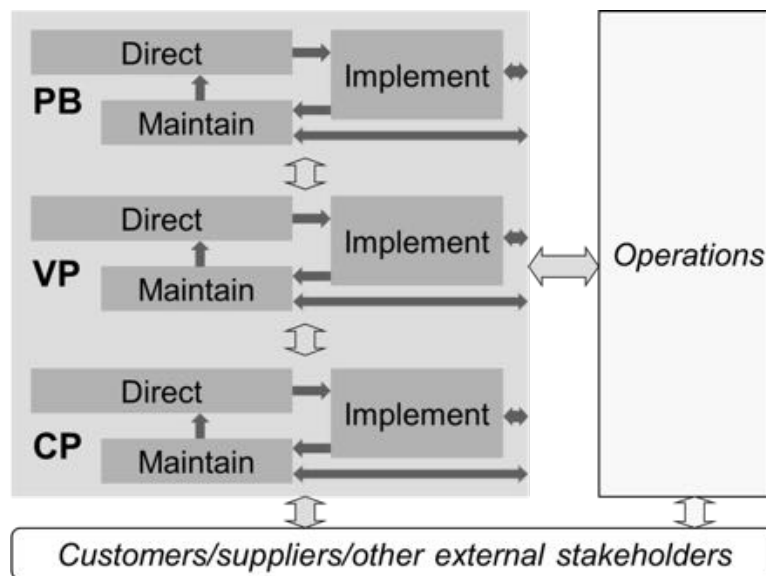 Direct
Implement
PB
Maintain
Direct
Implement
VP
Maintain
Operations
Direct
Implement
CP
Maintain
Customers/suppliers/other external stakeholders